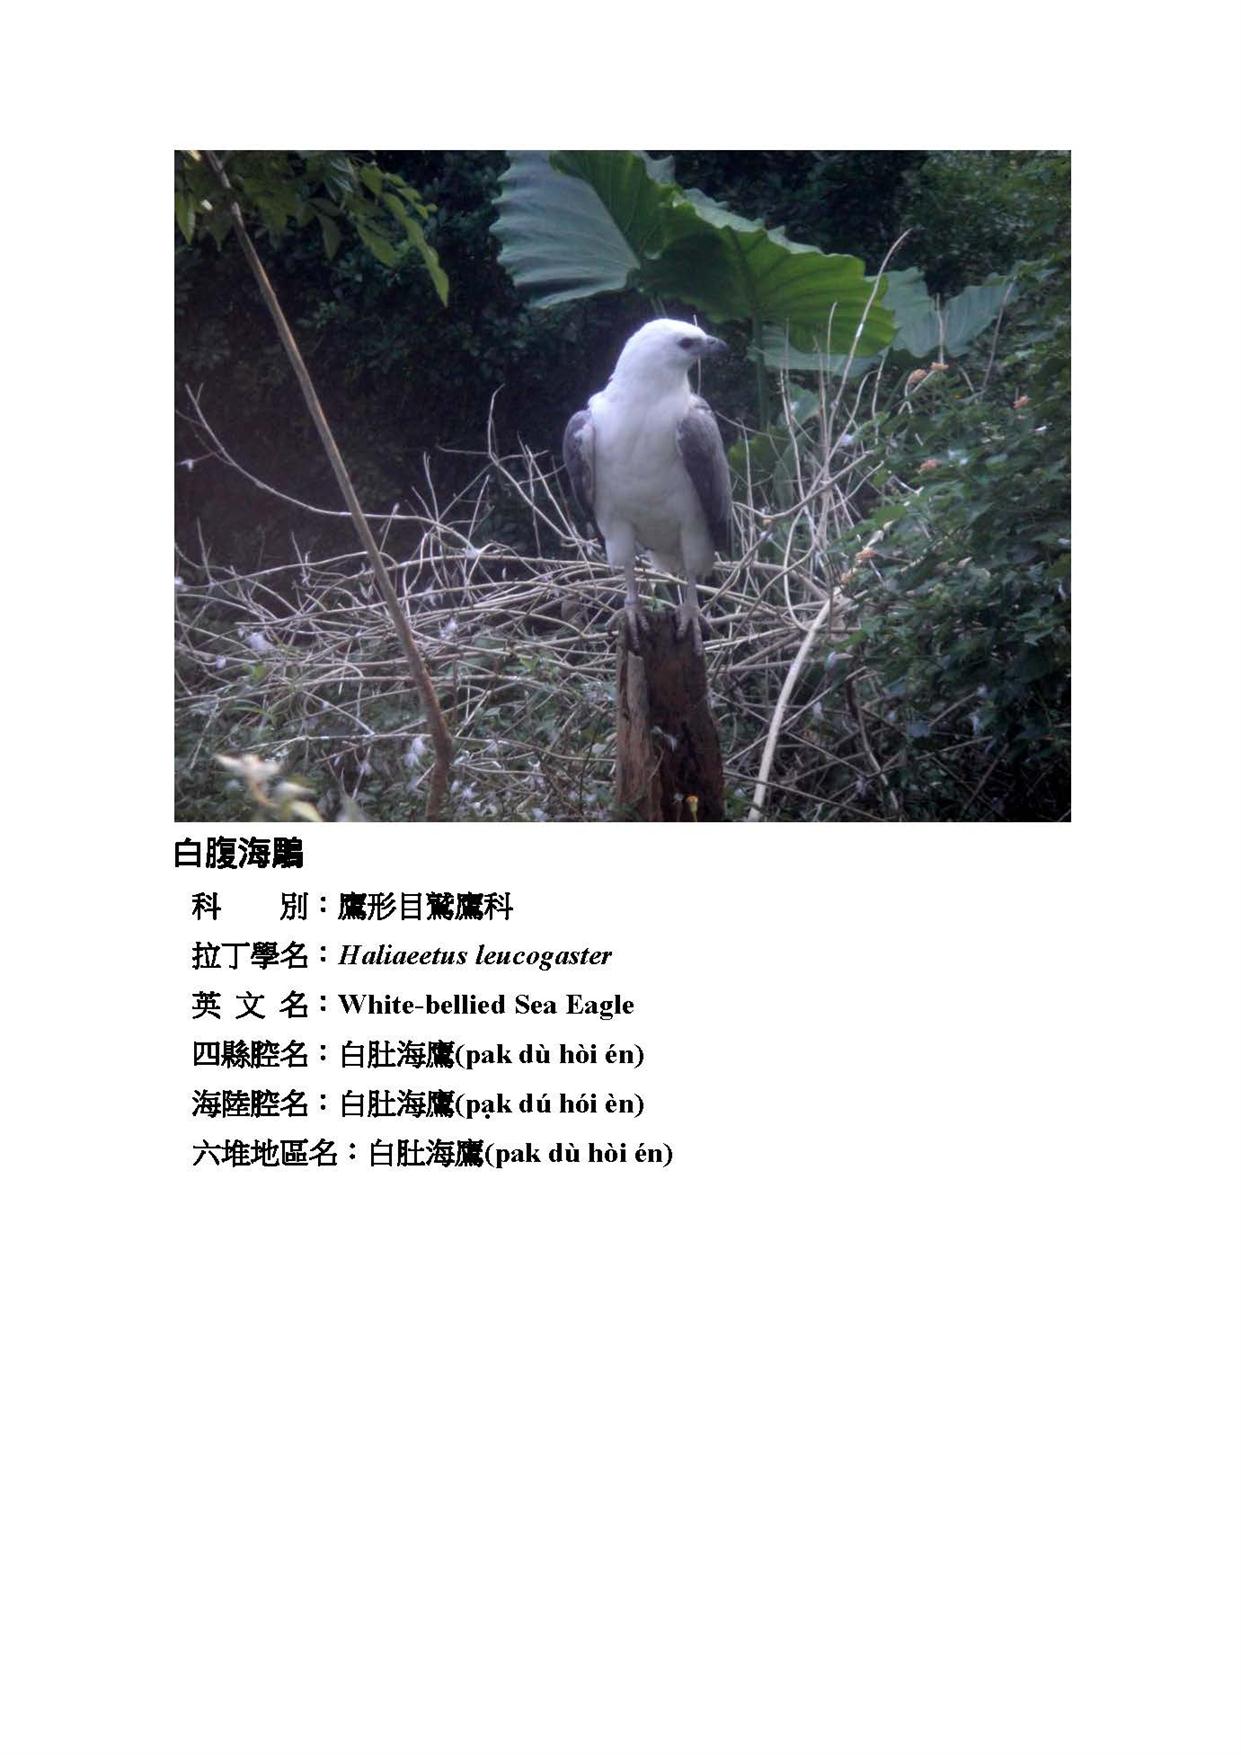 白腹海鵰
科　　別：鷹形目鷲鷹科
拉丁學名：Haliaeetus leucogaster
英 文 名：White-bellied Sea Eagle
四縣腔名：白肚海鷹(pak dù hòi én)
海陸腔名：白肚海鷹(pa̩k dú hói èn)
六堆地區名：白肚海鷹(pak dù hòi én)